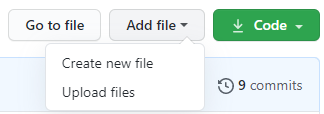 Go to file Add file Code
Create new file
Upload files
9 commits